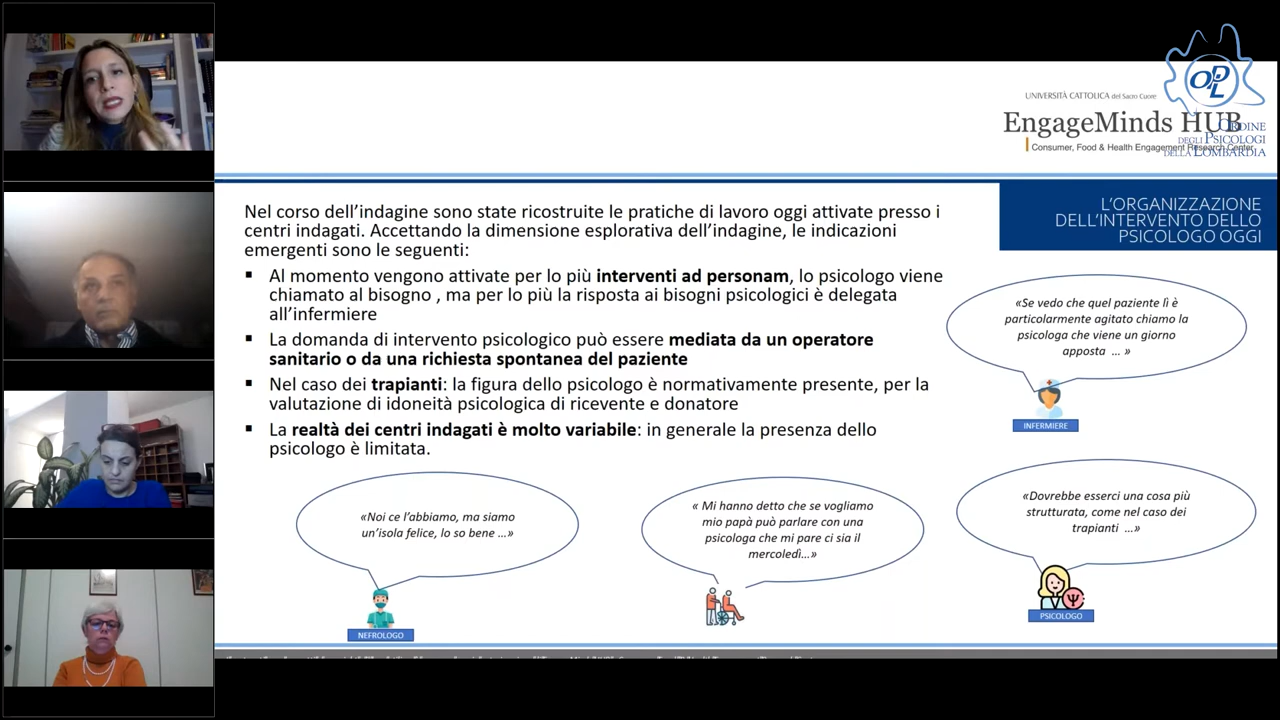 UNIVERSITÀ CATTOLICA del Sacro Cuore
EngageMinds HUB
Consumer, Food & Health Engagement Research Center
OPL
ORDINE
DEGLI PSICOLOGI
DELLA LOMBARDIA
L'ORGANIZZAZIONE
DELL'INTERVENTO DELLO
PSICOLOGO OGGI
Nel corso dell'indagine sono state ricostruite le pratiche di lavoro oggi attivate presso i
centri indagati. Accettando la dimensione esplorativa dell'indagine, le indicazioni
emergenti sono le seguenti:
▪ Al momento vengono attivate per lo più interventi ad personam, lo psicologo viene
chiamato al bisogno , ma per lo più la risposta ai bisogni psicologici è delegata
all'infermiere
▪ La domanda di intervento psicologico può essere mediata da un operatore
sanitario o da una richiesta spontanea del paziente
▪ Nel caso dei trapianti: la figura dello psicologo è normativamente presente, per la
valutazione di idoneità psicologica di ricevente e donatore
▪ La realtà dei centri indagati è molto variabile: in generale la presenza dello
psicologo è limitata.
«Se vedo che quel paziente lì è
particolarmente agitato chiamo la
psicologa che viene un giorno
apposta … »
INFERMIERE
«Noi ce l'abbiamo, ma siamo
un'isola felice, lo so bene …»
NEFROLOGO
« Mi hanno detto che se vogliamo
mio papà può parlare con una
psicologa che mi pare ci sia il
mercoledì…»
«Dovrebbe esserci una cosa più
strutturata, come nel caso dei
trapianti …»
PSICOLOGO